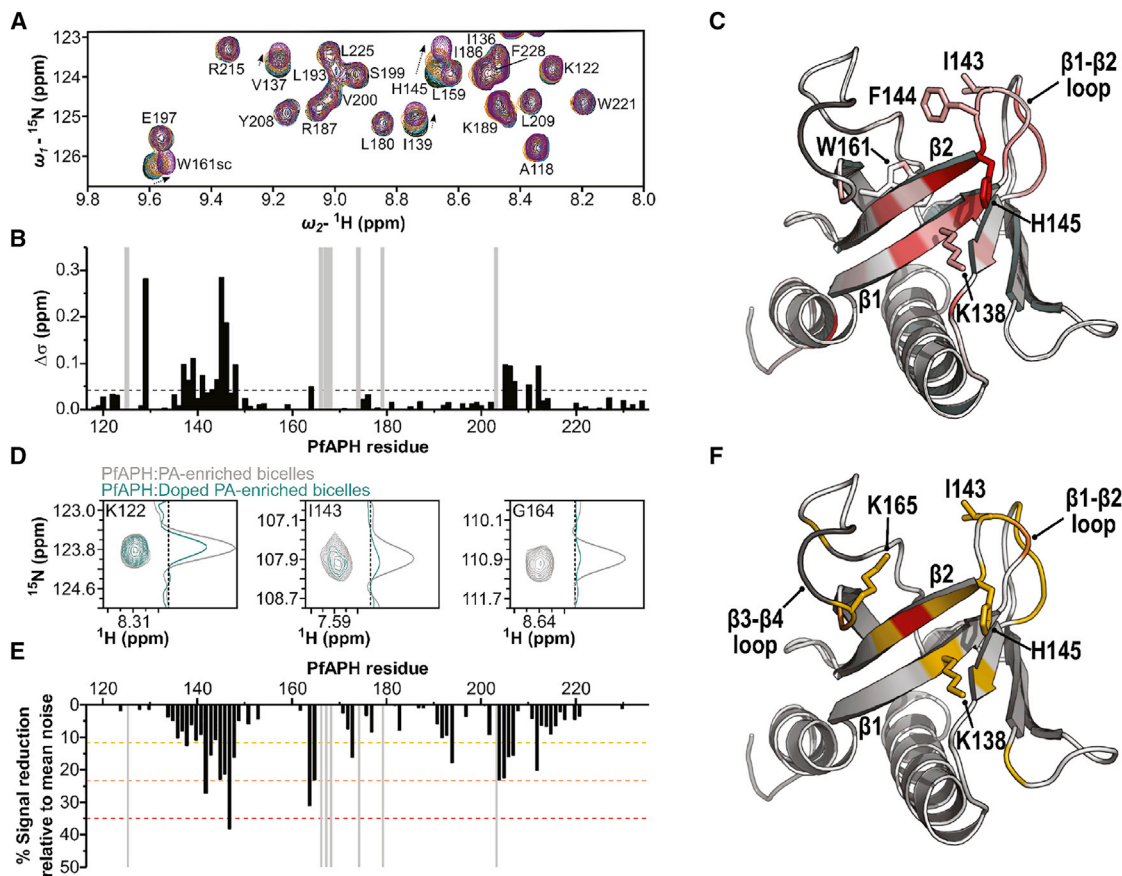 A
123
124
125
126
ω1- 15N (ppm)
R215
V137
L193
L225
S199
V200
R187
Y208
E197
W161sc
H145
L159
I186
I136
F228
K122
K189
L209
W221
L180
I139
A118
9.8 9.6 9.4 9.2 9.0 8.8 8.6 8.4 8.2 8.0
ω2- 1H (ppm)
B
0.3
0.2
0.1
0.0
Δσ (ppm)
120 140 160 180 200 220
PfAPH residue
C
I143
β1-β2
loop
F144
W161
β2
H145
K138
β1
D
PfAPH:PA-enriched bicelles
PfAPH:Doped PA-enriched bicelles
15N (ppm)
K122
123.0
123.8
124.6
8.31
1H (ppm)
I143
107.1
107.9
108.7
7.59
1H (ppm)
G164
110.1
110.9
111.7
8.64
1H (ppm)
E
PfAPH residue
120 140 160 180 200 220
0
10
20
30
40
50
% Signal reduction
relative to mean noise
F
K165
I143
β1-β2
loop
β2
β3-β4
loop
H145
K138
β1